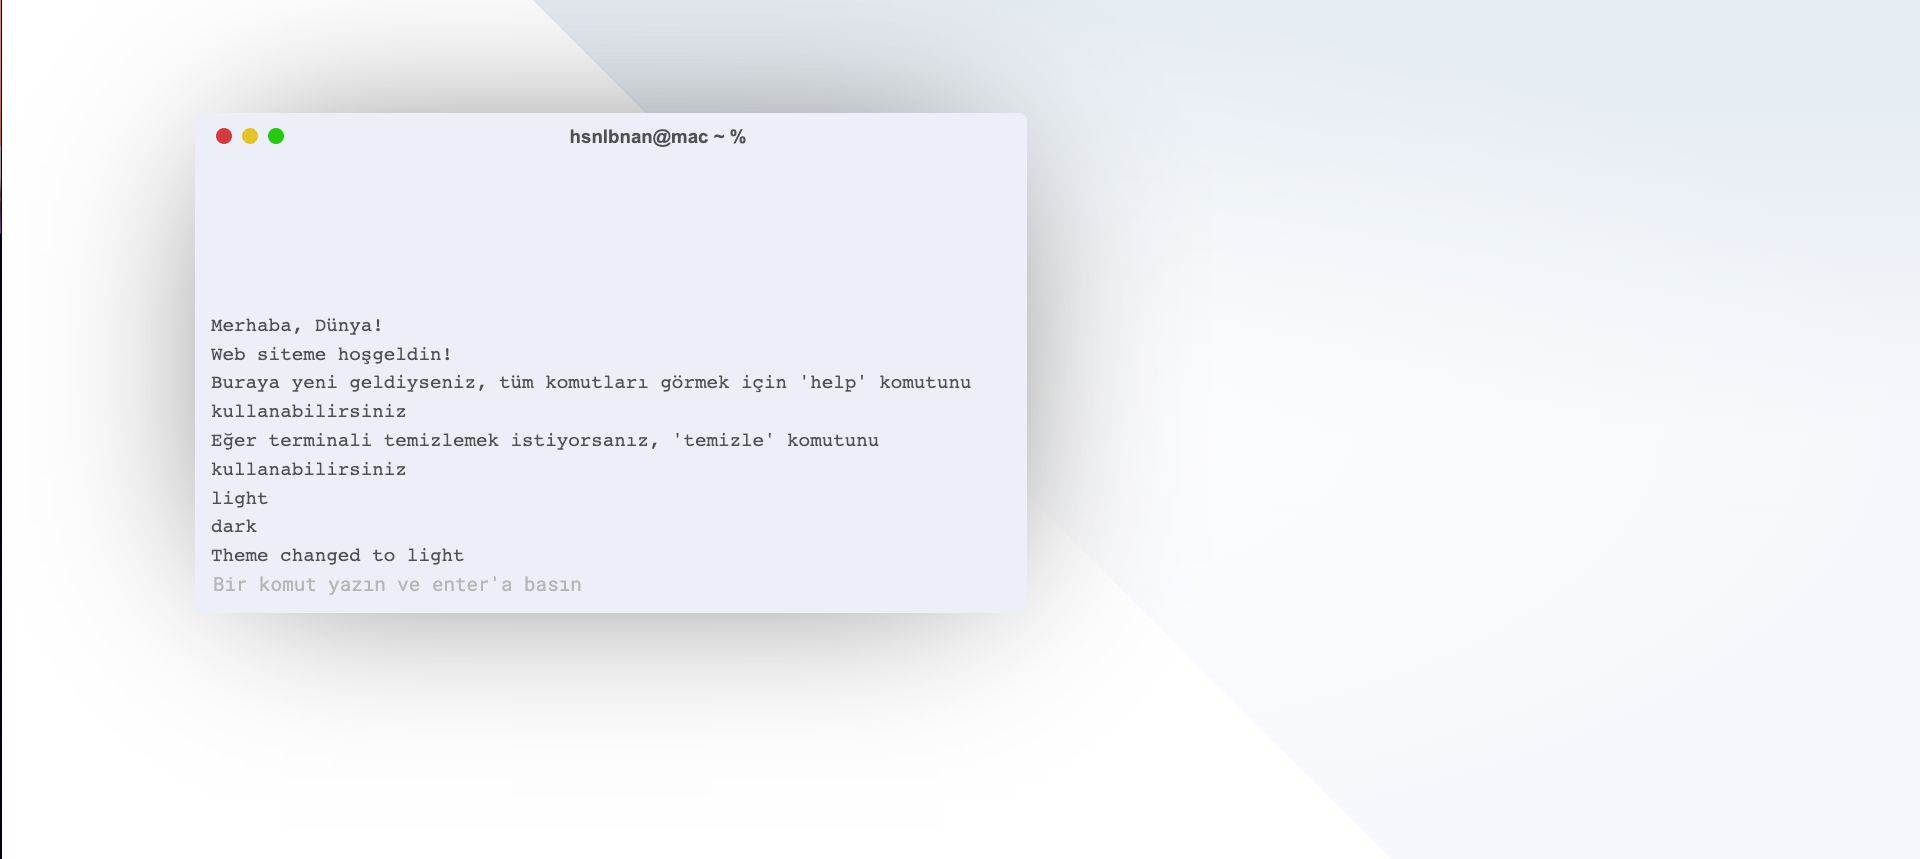 hsnlbnan@mac ~ %
Merhaba, Dünya!
Web siteme hoşgeldin!
Buraya yeni geldiyseniz, tüm komutları görmek için 'help' komutunu
kullanabilirsiniz
Eğer terminali temizlemek istiyorsanız, 'temizle' komutunu
kullanabilirsiniz
light
dark
Theme changed to light
Bir komut yazın ve enter'a basın